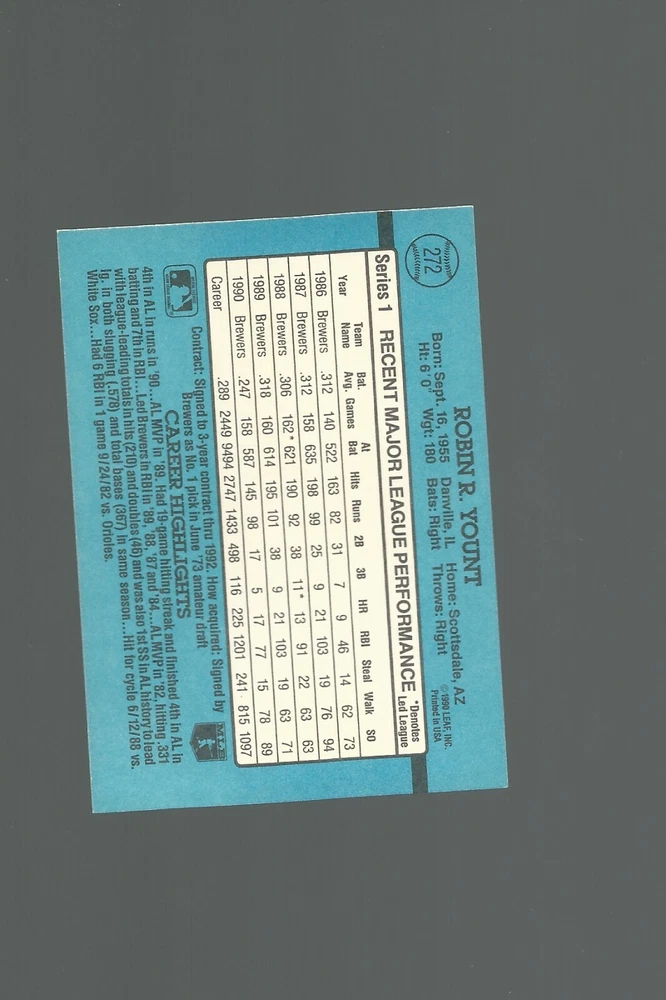 272
ROBIN R. YOUNT
Born: Sept. 16, 1955 Danville, IL Home: Scottsdale, AZ
Ht: 6'0" Wgt: 180 Bats: Right Throws: Right
©1990 LEAF, INC.
Printed in USA
Series 1 RECENT MAJOR LEAGUE PERFORMANCE *Denotes Led League
Year Team Name Bat. Avg. Games At Bat Hits Runs 2B 3B HR RBI Steal Walk SO
1986 Brewers .312 140 522 163 82 31 7 9 46 14 62 73
1987 Brewers .312 158 635 198 99 25 9 21 103 19 76 94
1988 Brewers .306 162* 621 190 92 38 11* 13 91 22 63 63
1989 Brewers .318 160 614 195 101 38 9 21 103 19 63 71
1990 Brewers .247 158 587 145 98 17 5 17 77 15 78 89
Career .289 2449 9494 2747 1433 498 116 225 1201 241 815 1097
Contract: Signed to 3-year contract thru 1992. How acquired: Signed by
Brewers as No. 1 pick in June '73 amateur draft
CAREER HIGHLIGHTS
4th in AL in runs in '90...AL MVP in '89. Had 19-game hitting streak and finished 4th in AL in
batting and 7th in RBI...Led Brewers in RBI in '89, '88, '87 and '84...AL MVP in '82, hitting .331
with league-leading totals in hits (210) and doubles (46) and was also 1st SS in AL history to lead
lg. in both slugging (.578) and total bases (367) in same season...Hit for cycle 6/12/88 vs.
White Sox...Had 6 RBI in 1 game 9/24/82 vs. Orioles.